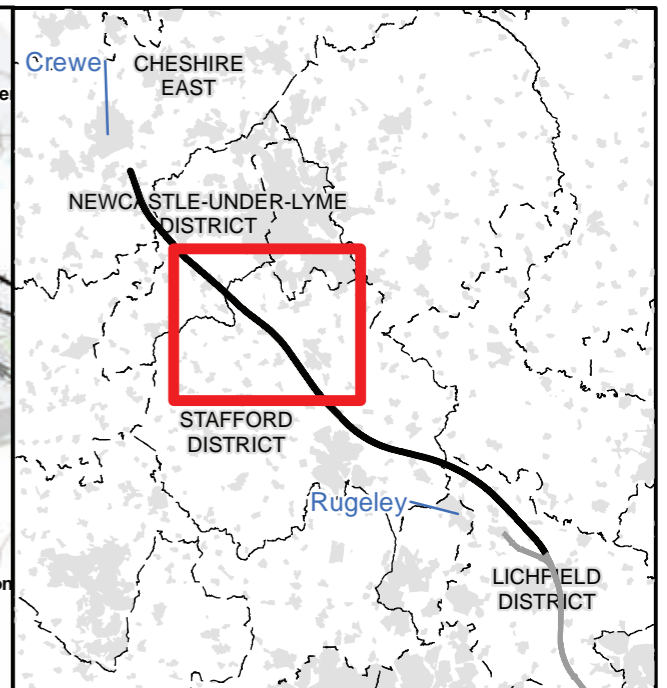 Crewe
CHESHIRE
EAST
NEWCASTLE-UNDER-LYME
DISTRICT
STAFFORD
DISTRICT
Rugeley
LICHFIELD
DISTRICT